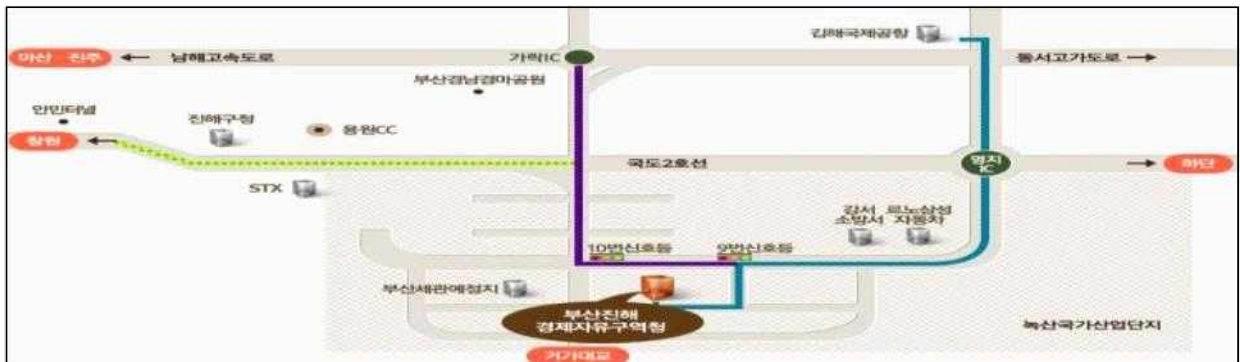 김해국제공항
마산 진주
남해고속도로
가락IC
동서고가도로
부산경남경마공원
안민터널
진해구청
용원CC
창원
국도2호선
명지
IC
하단
STX
강서 르노삼성
소방서 자동차
10번신호등
9번신호등
부산세관예정지
부산진해
경제자유구역청
녹산국가산업단지
거가대교